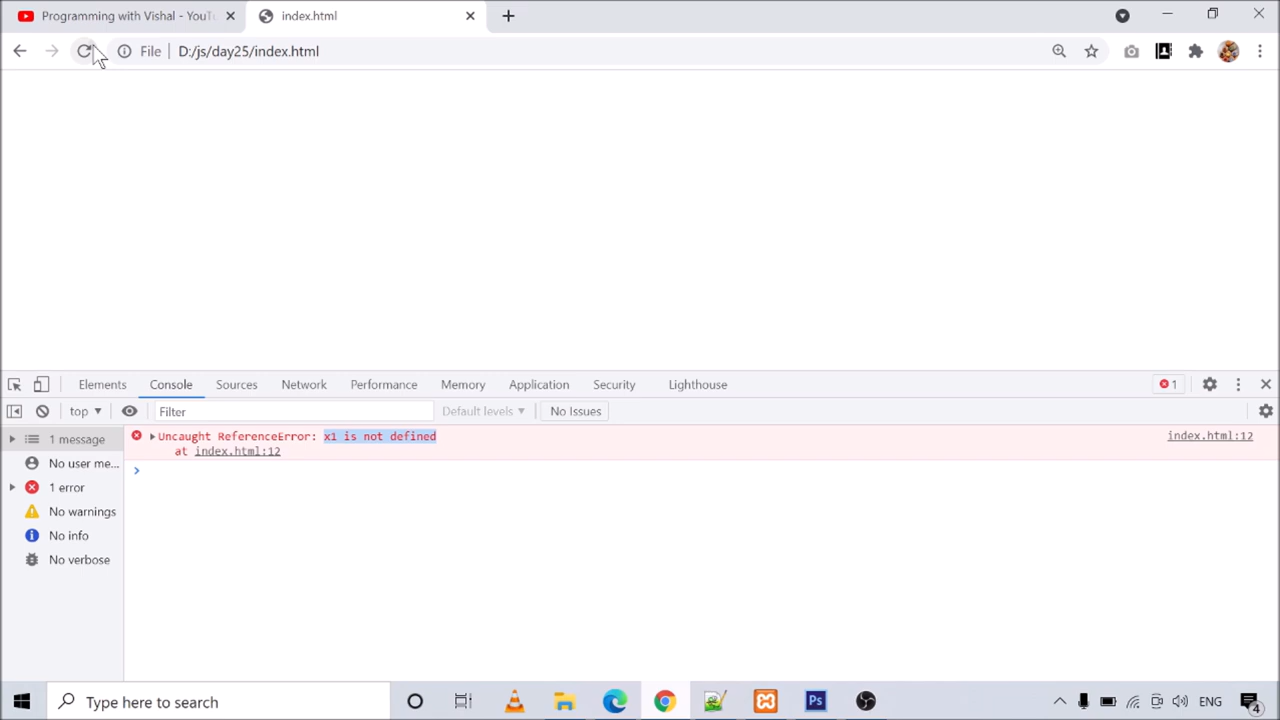 Programming with Vishal - YouTu
index.html
File
D:/js/day25/index.html
Elements
Console
Sources
Network
Performance
Memory
Application
Security
Lighthouse
1
top
Filter
Default levels
No Issues
1 message
Uncaught ReferenceError: x1 is not defined
index.html:12
at index.html:12
No user me...
1 error
No warnings
No info
No verbose
Type here to search
ENG
4